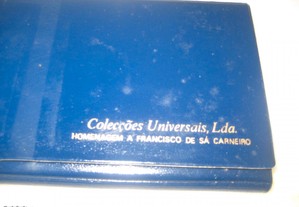 Colecções Universais, Lda.
HOMENAGEM A FRANCISCO DE SÁ CARNEIRO